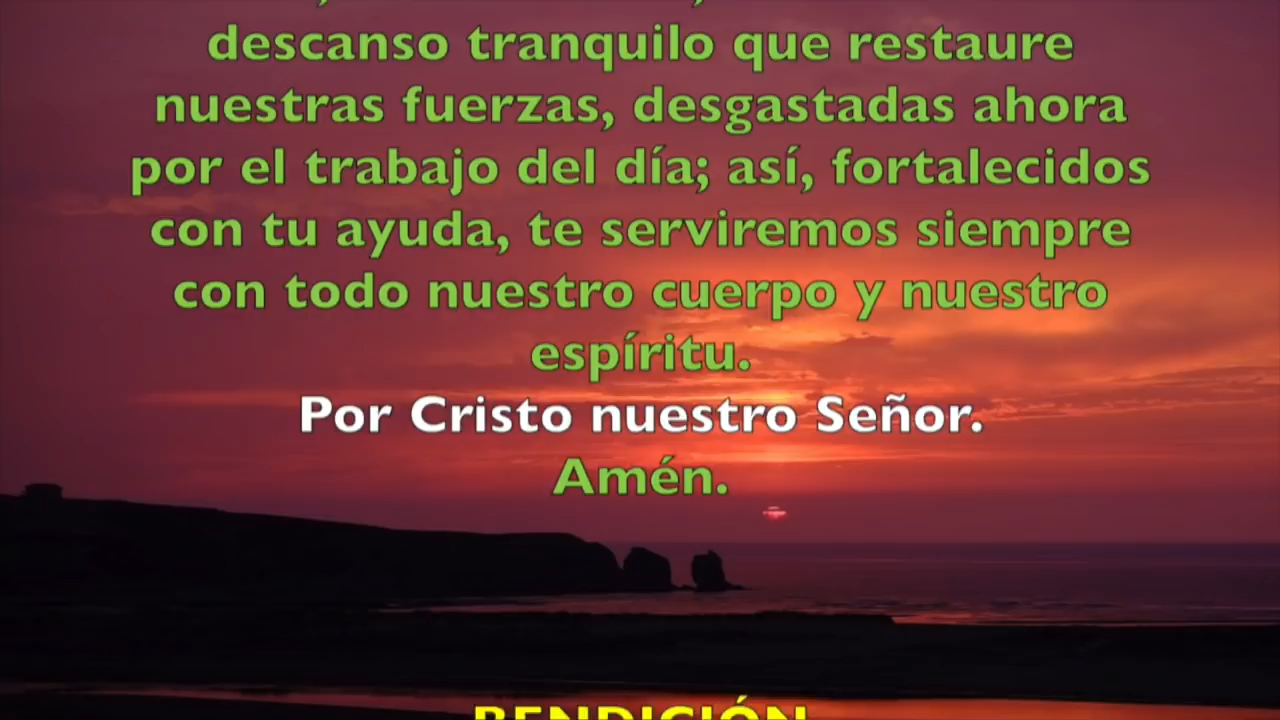 descanso tranquilo que restaure
nuestras fuerzas, desgastadas ahora
por el trabajo del día; así, fortalecidos
con tu ayuda, te serviremos siempre
con todo nuestro cuerpo y nuestro
espíritu.
Por Cristo nuestro Señor.
Amén.
BENDICIÓN